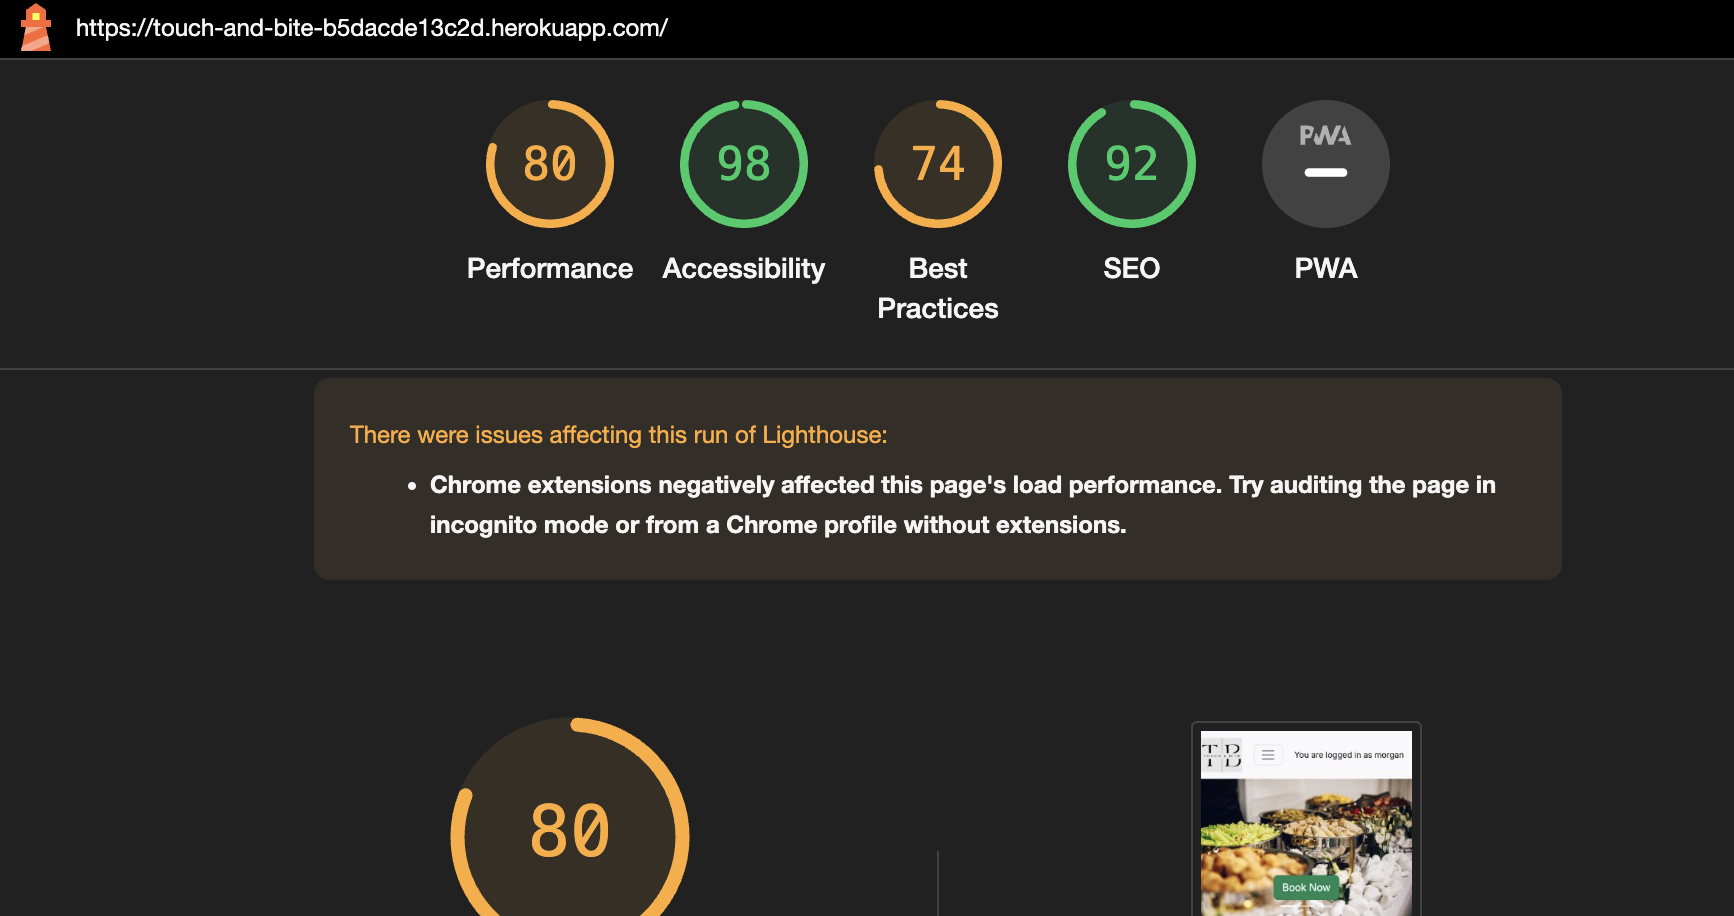 https://touch-and-bite-b5dacde13c2d.herokuapp.com/
80
98
74
92
PWA
Performance
Accessibility
Best
Practices
SEO
PWA
There were issues affecting this run of Lighthouse:
• Chrome extensions negatively affected this page's load performance. Try auditing the page in
incognito mode or from a Chrome profile without extensions.
80
TB
You are logged in as morgan
Book Now